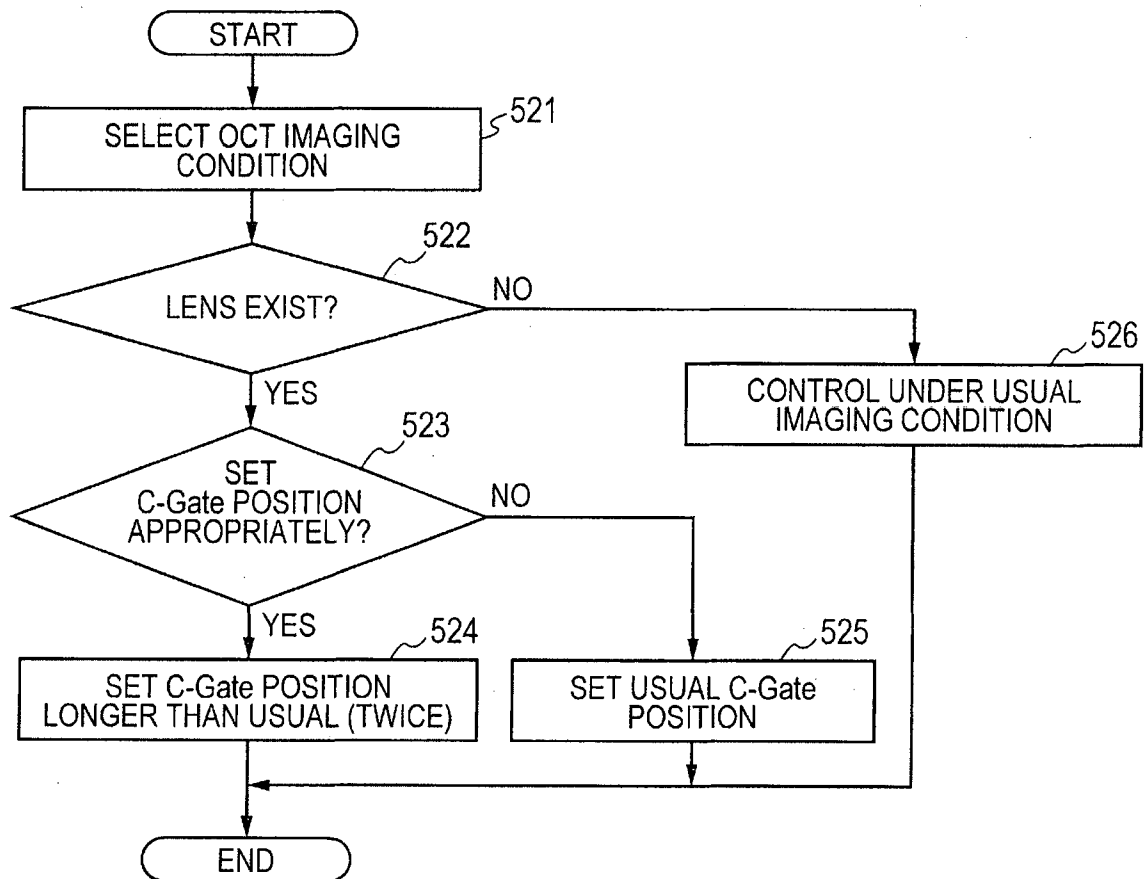 START
SELECT OCT IMAGING
CONDITION
521
LENS EXIST?
522
NO
YES
526
CONTROL UNDER USUAL
IMAGING CONDITION
523
SET
C-Gate POSITION
APPROPRIATELY?
NO
YES
524
SET C-Gate POSITION
LONGER THAN USUAL (TWICE)
525
SET USUAL C-Gate
POSITION
END